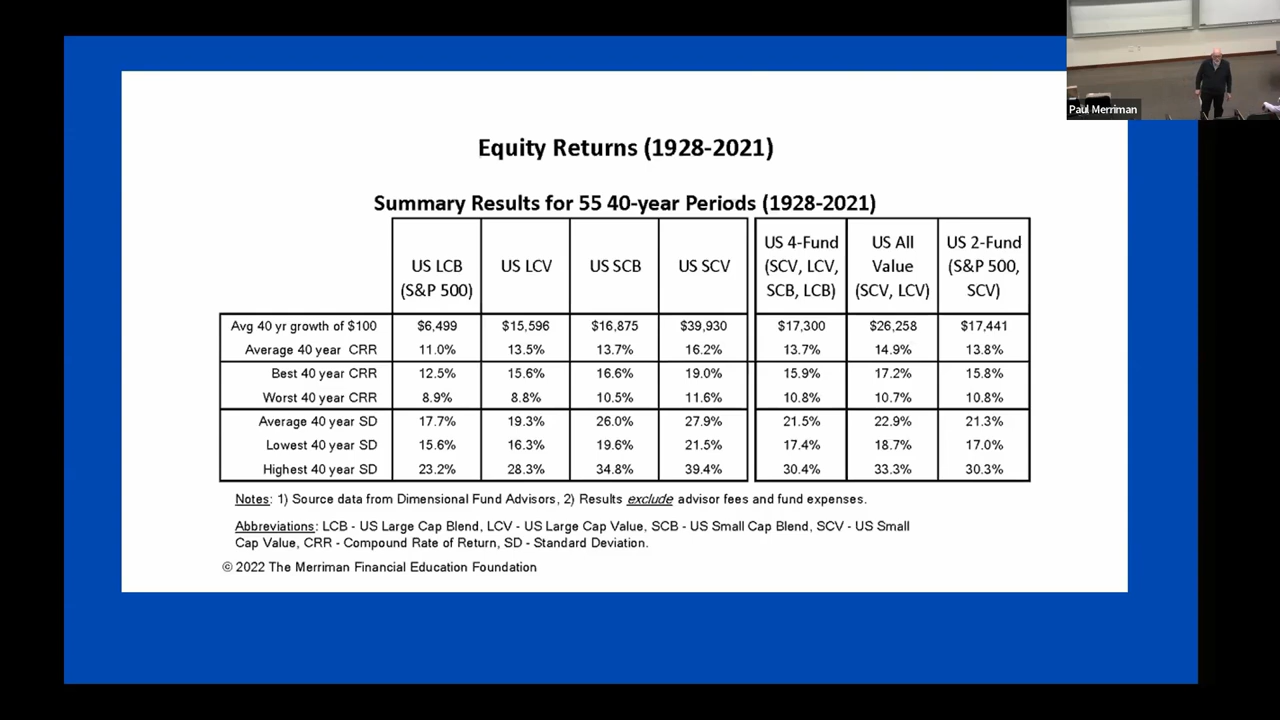 Paul Merriman
Equity Returns (1928-2021)
Summary Results for 55 40-year Periods (1928-2021)
US LCB (S&P 500) US LCV US SCB US SCV US 4-Fund (SCV, LCV, SCB, LCB) US All Value (SCV, LCV) US 2-Fund (S&P 500, SCV)
Avg 40 yr growth of $100 $6,499 $15,596 $16,875 $39,930 $17,300 $26,258 $17,441
Average 40 year CRR 11.0% 13.5% 13.7% 16.2% 13.7% 14.9% 13.8%
Best 40 year CRR 12.5% 15.6% 16.6% 19.0% 15.9% 17.2% 15.8%
Worst 40 year CRR 8.9% 8.8% 10.5% 11.6% 10.8% 10.7% 10.8%
Average 40 year SD 17.7% 19.3% 26.0% 27.9% 21.5% 22.9% 21.3%
Lowest 40 year SD 15.6% 16.3% 19.6% 21.5% 17.4% 18.7% 17.0%
Highest 40 year SD 23.2% 28.3% 34.8% 39.4% 30.4% 33.3% 30.3%
Notes: 1) Source data from Dimensional Fund Advisors, 2) Results exclude advisor fees and fund expenses.
Abbreviations: LCB - US Large Cap Blend, LCV - US Large Cap Value, SCB - US Small Cap Blend, SCV - US Small
Cap Value, CRR - Compound Rate of Return, SD - Standard Deviation.
© 2022 The Merriman Financial Education Foundation